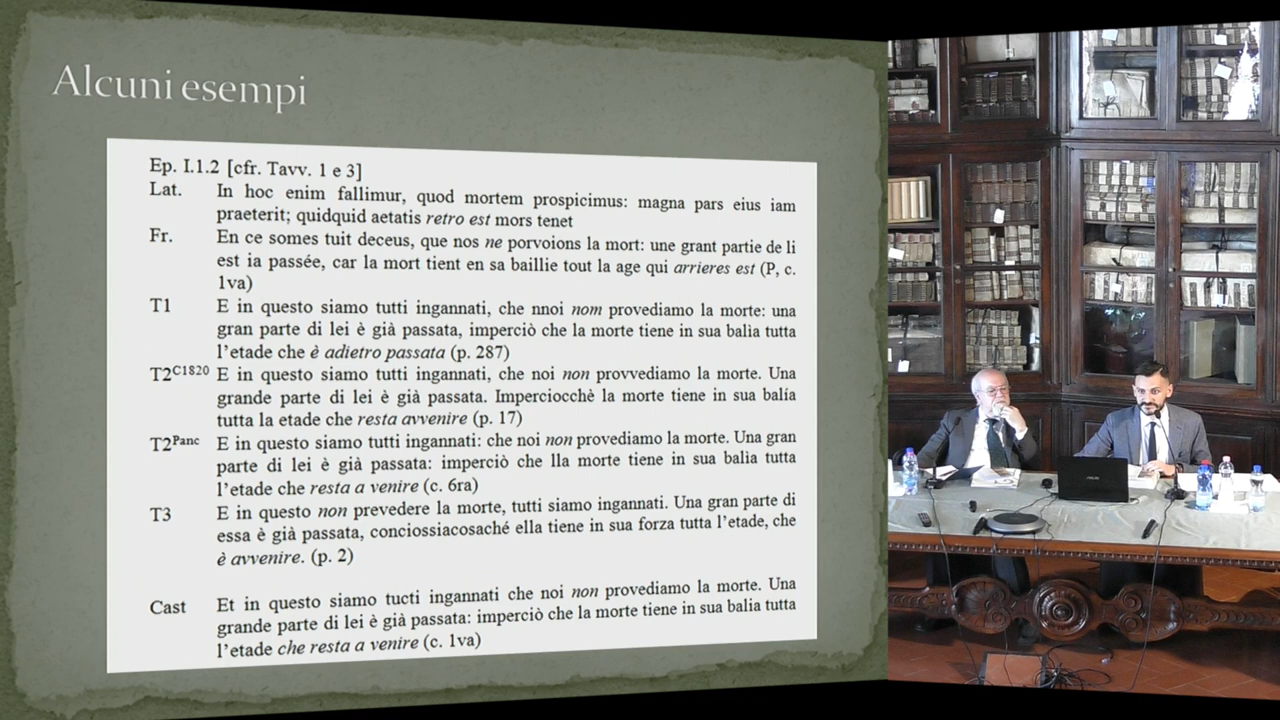 Alcuni esempi
Ep. I.1.2 [cfr. Tavv. 1 e 3]
Lat. In hoc enim fallimur, quod mortem prospicimus: magna pars eius iam
praeterit; quidquid aetatis retro est mors tenet
Fr. En ce somes tuit deceus, que nos ne porvoions la mort: une grant partie de li
est ia passée, car la mort tient en sa baillie tout la age qui arrieres est (P, c.
1va)
T1 E in questo siamo tutti ingannati, che nnoi nom provediamo la morte: una
gran parte di lei è già passata, imperciò che la morte tiene in sua balìa tutta
l'etade che è adietro passata (p. 287)
T2C1820 E in questo siamo tutti ingannati, che noi non provvediamo la morte. Una
grande parte di lei è già passata. Imperciocchè la morte tiene in sua balía
tutta la etade che resta avvenire (p. 17)
T2Panc E in questo siamo tutti ingannati: che noi non provediamo la morte. Una gran
parte di lei è già passata: imperciò che lla morte tiene in sua balìa tutta
l'etade che resta a venire (c. 6ra)
T3 E in questo non prevedere la morte, tutti siamo ingannati. Una gran parte di
essa è già passata, conciossiacosaché ella tiene in sua forza tutta l'etade, che
è avvenire. (p. 2)
Cast Et in questo siamo tucti ingannati che noi non provediamo la morte. Una
grande parte di lei è già passata: imperciò che la morte tiene in sua balìa tutta
l'etade che resta a venire (c. 1va)